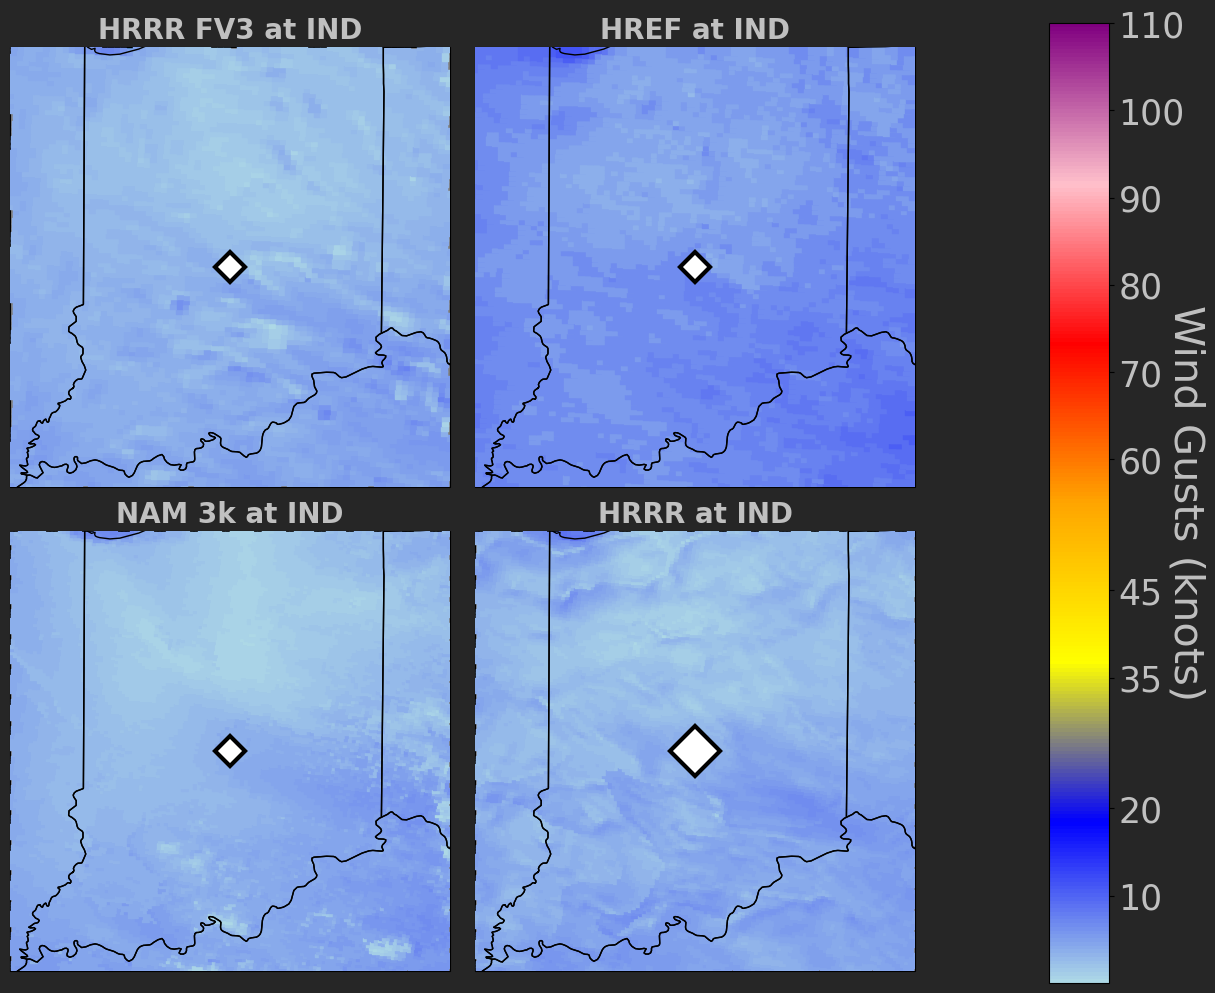 HRRR FV3 at IND
HREF at IND
NAM 3k at IND
HRRR at IND
110
100
90
80
70
60
45
35
20
10
Wind Gusts (knots)